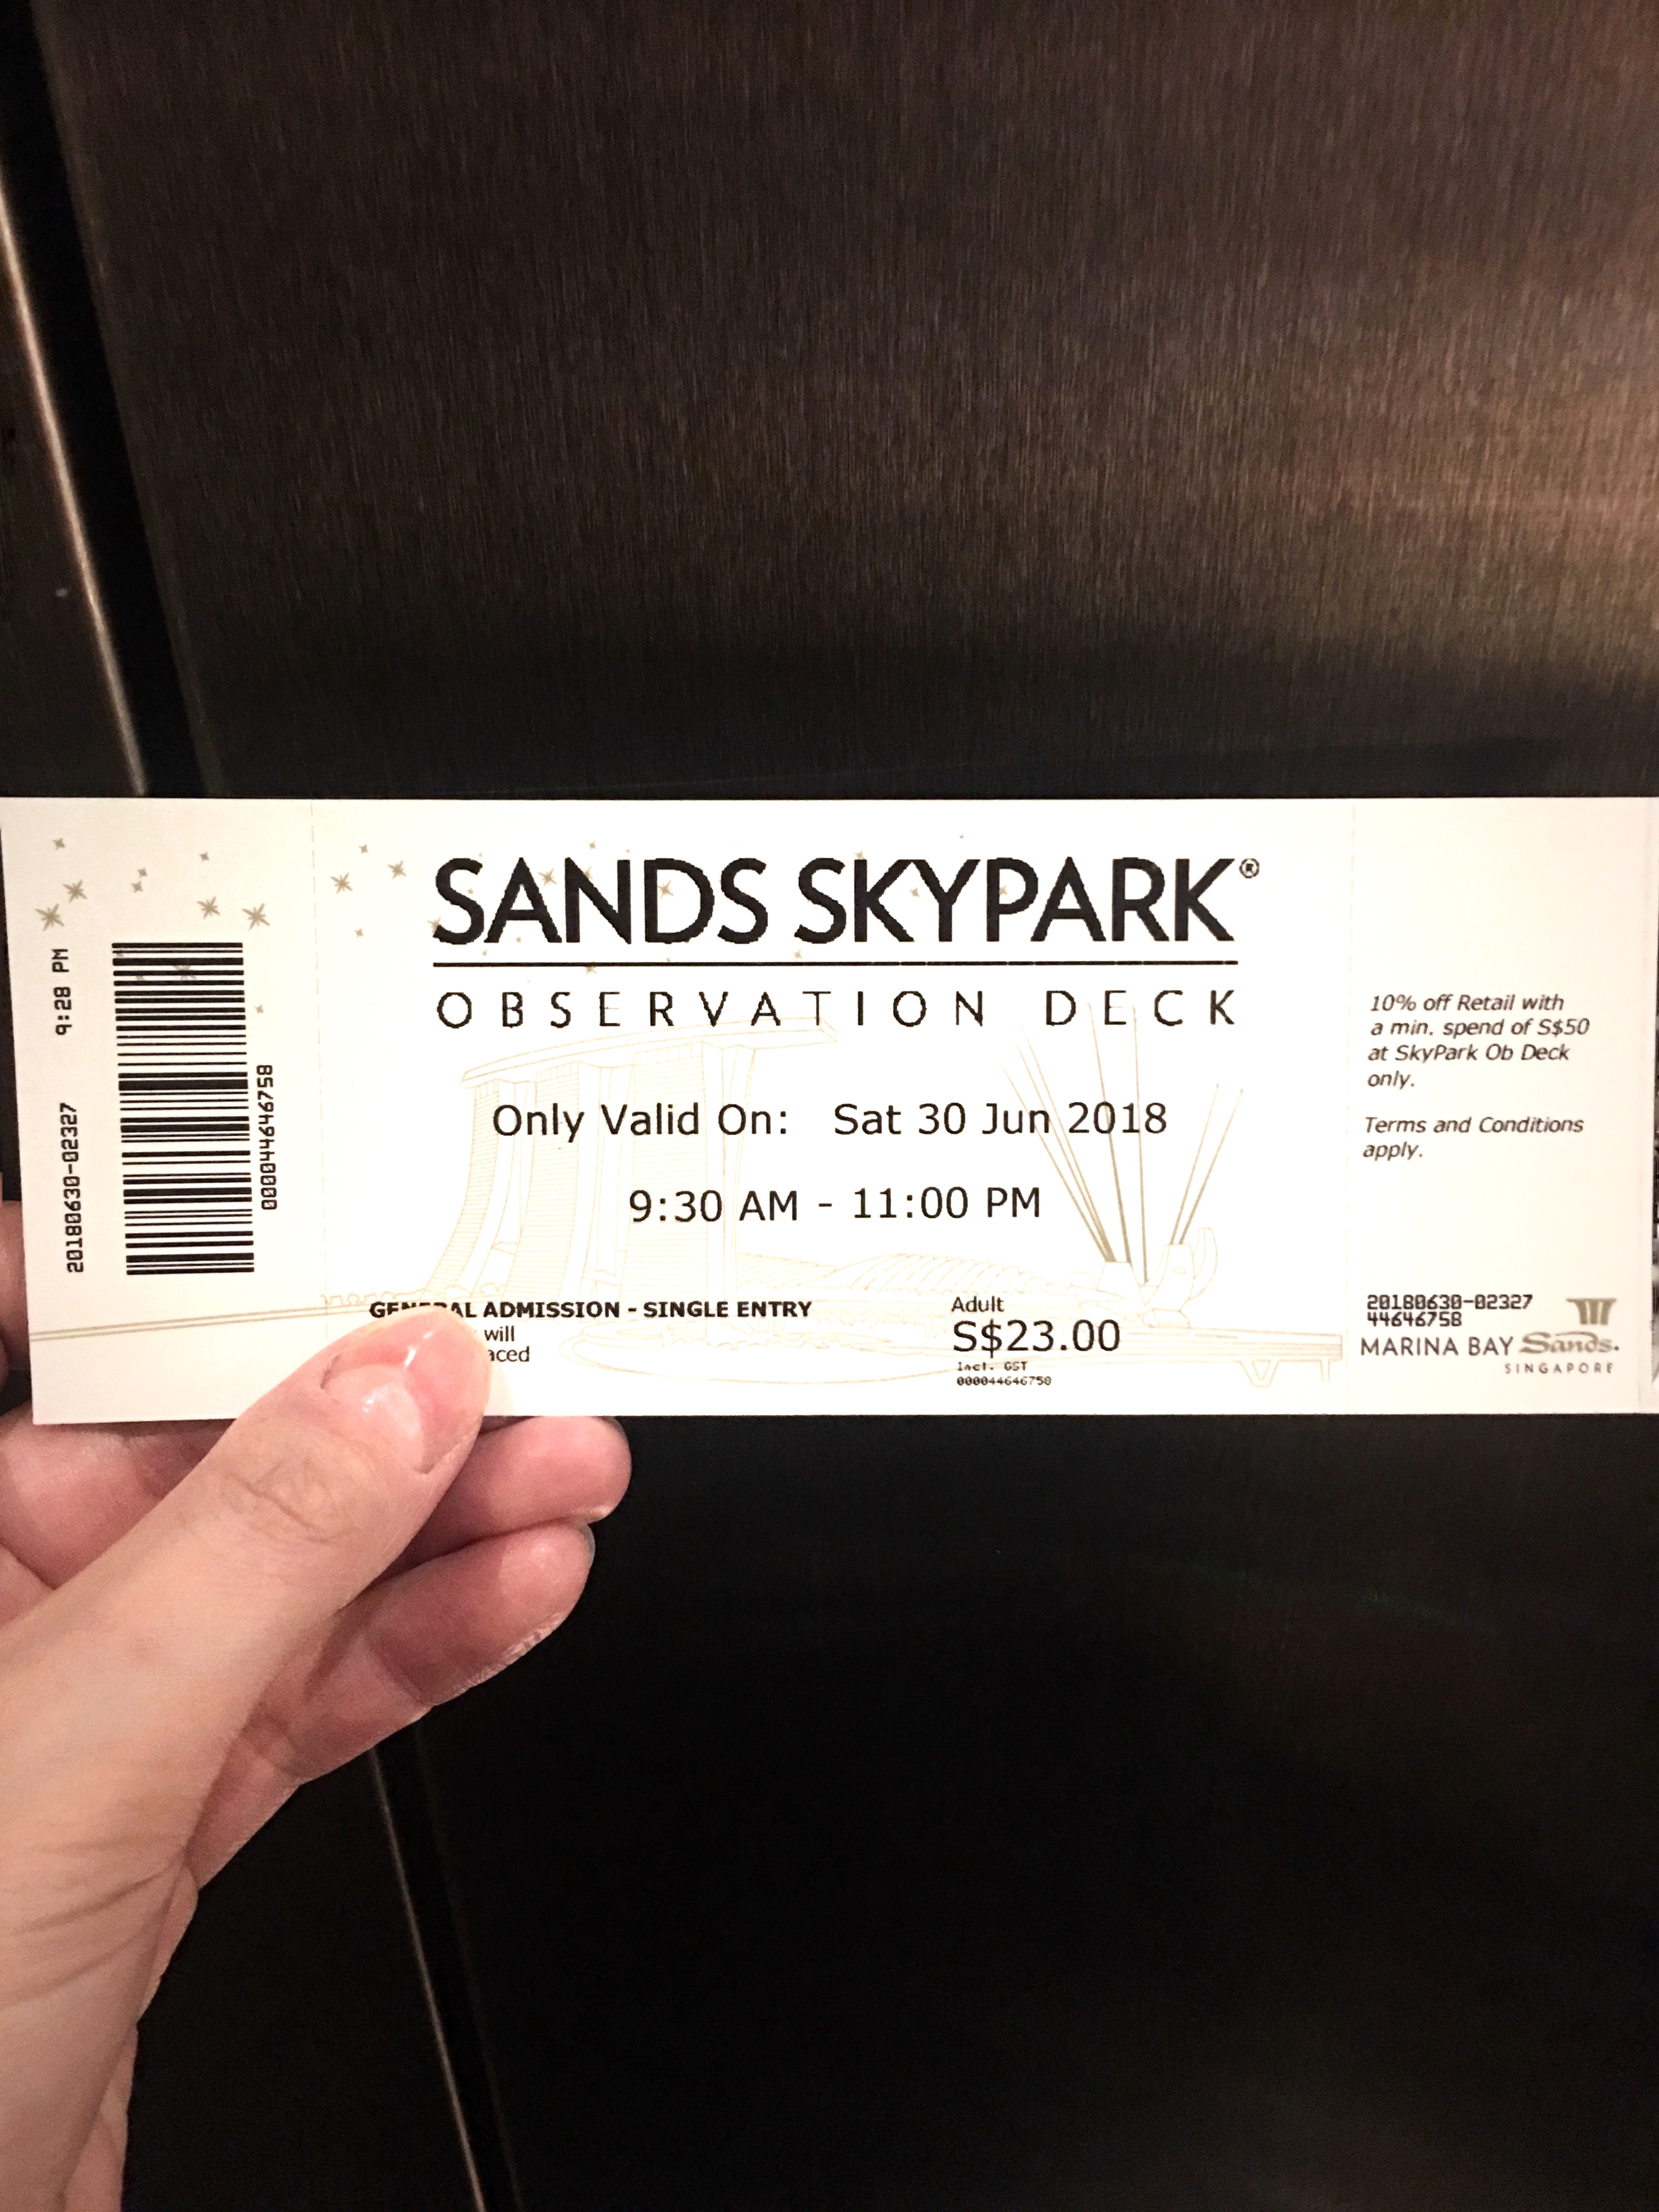 20180630-02327 9:28 PM
000044646758
SANDS SKYPARK®
OBSERVATION DECK
Only Valid On: Sat 30 Jun 2018
9:30 AM - 11:00 PM
GENERAL ADMISSION - SINGLE ENTRY
will
Adult
S$23.00
Incl. GST
000044646758
10% off Retail with
a min. spend of S$50
at SkyPark Ob Deck
only.
Terms and Conditions
apply.
20180630-02327
44646758
MARINA BAY Sands.
SINGAPORE